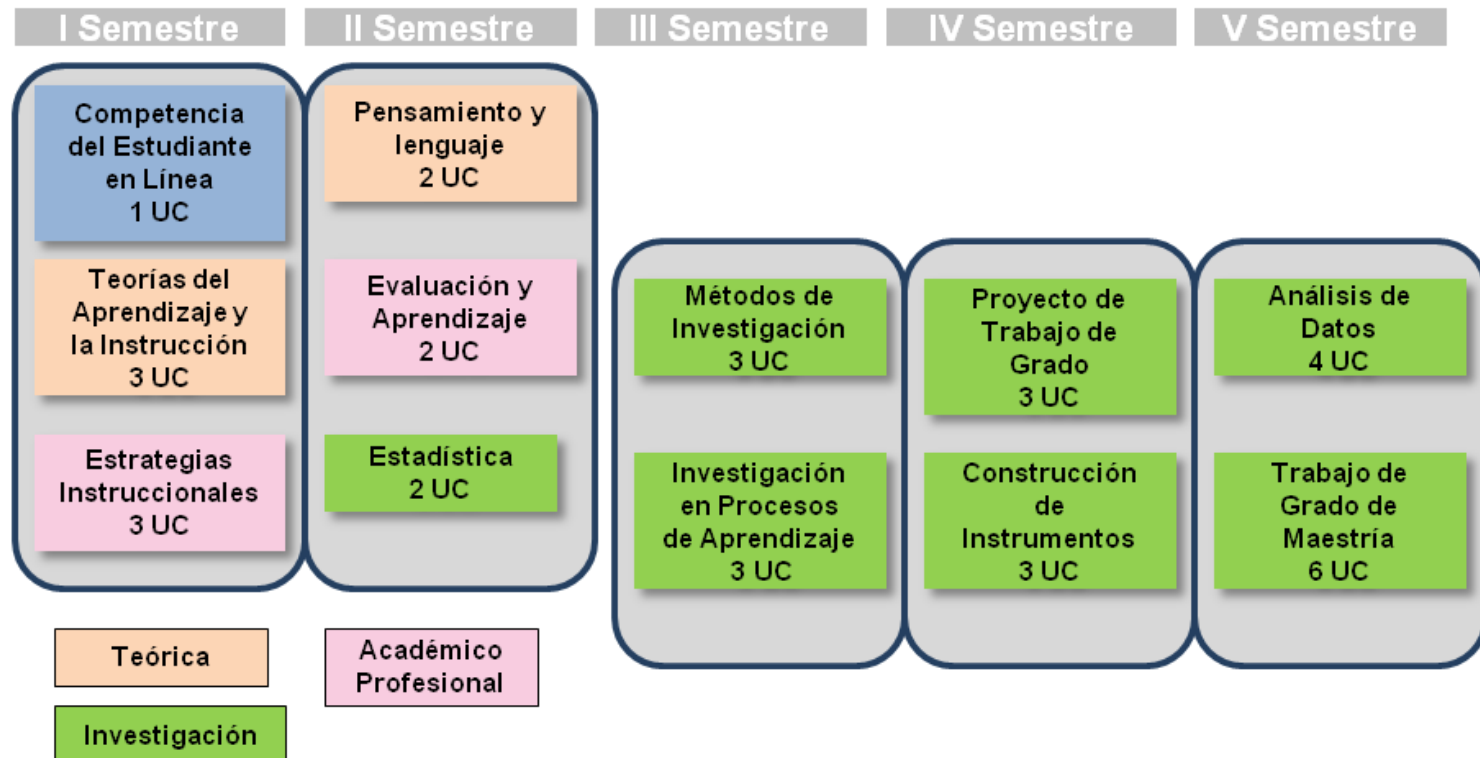 I Semestre
II Semestre
III Semestre
IV Semestre
V Semestre
Competencia
del Estudiante
en Línea
1 UC
Teorías del
Aprendizaje y
la Instrucción
3 UC
Estrategias
Instruccionales
3 UC
Pensamiento y
lenguaje
2 UC
Evaluación y
Aprendizaje
2 UC
Estadística
2 UC
Métodos de
Investigación
3 UC
Investigación
en Procesos
de Aprendizaje
3 UC
Proyecto de
Trabajo de
Grado
3 UC
Construcción
de
Instrumentos
3 UC
Análisis de
Datos
4 UC
Trabajo de
Grado de
Maestría
6 UC
Teórica
Académico
Profesional
Investigación